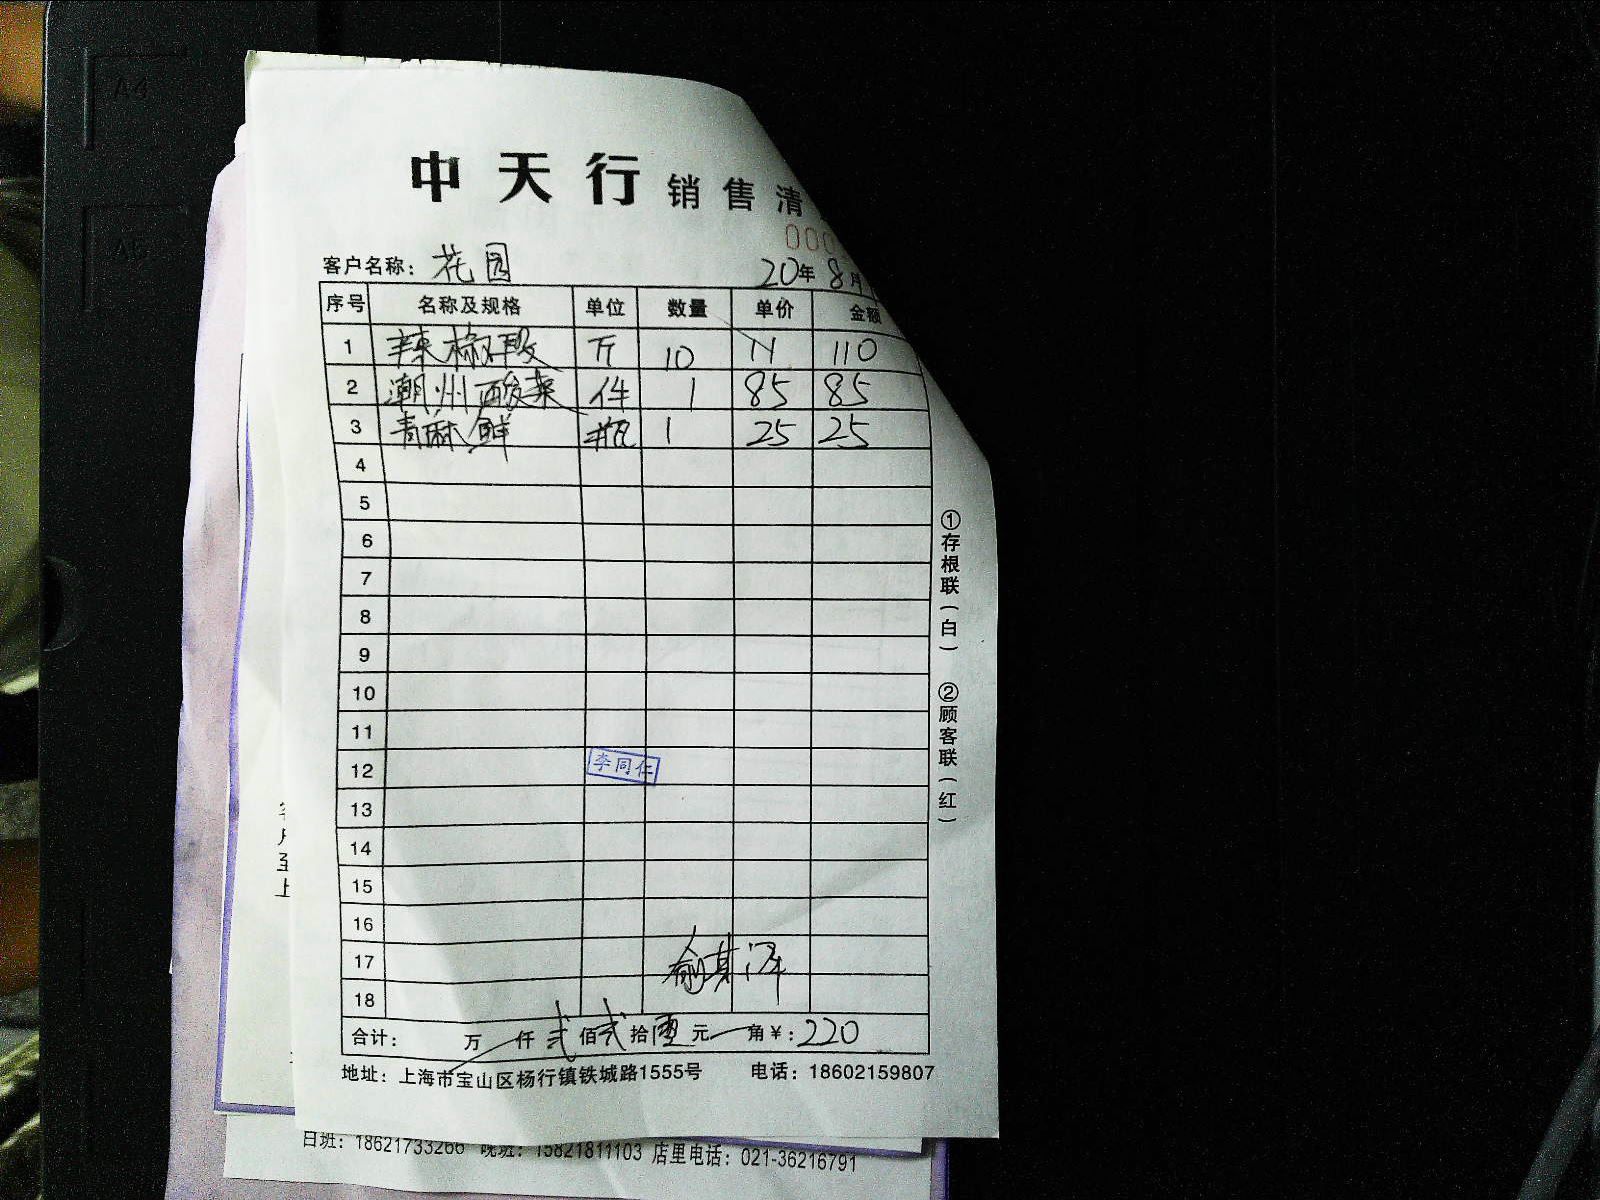 A4
A5
中天行 销售清
000
客户名称：花园 20年8月
序号 名称及规格 单位 数量 单价 金额
1 辣椒段 斤 10 11 110
2 潮州酸菜 件 1 85 85
3 青麻鲜 瓶 1 25 25
4
5
6
7
8
9
10
11
12 李同仁
13
14
15
16
17
18
合计： 万 仟 贰 佰 贰 拾 零 元 角 ¥：220
地址：上海市宝山区杨行镇铁城路1555号 电话：18602159807
①存根联（白） ②顾客联（红）
白班：18621733266 晚班：15821811103 店里电话：021-36216791